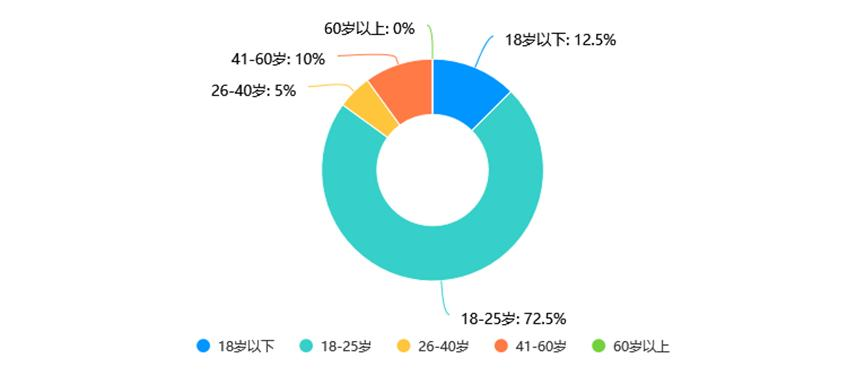 60岁以上: 0%
18岁以下: 12.5%
41-60岁: 10%
26-40岁: 5%
18-25岁: 72.5%
18岁以下 18-25岁 26-40岁 41-60岁 60岁以上